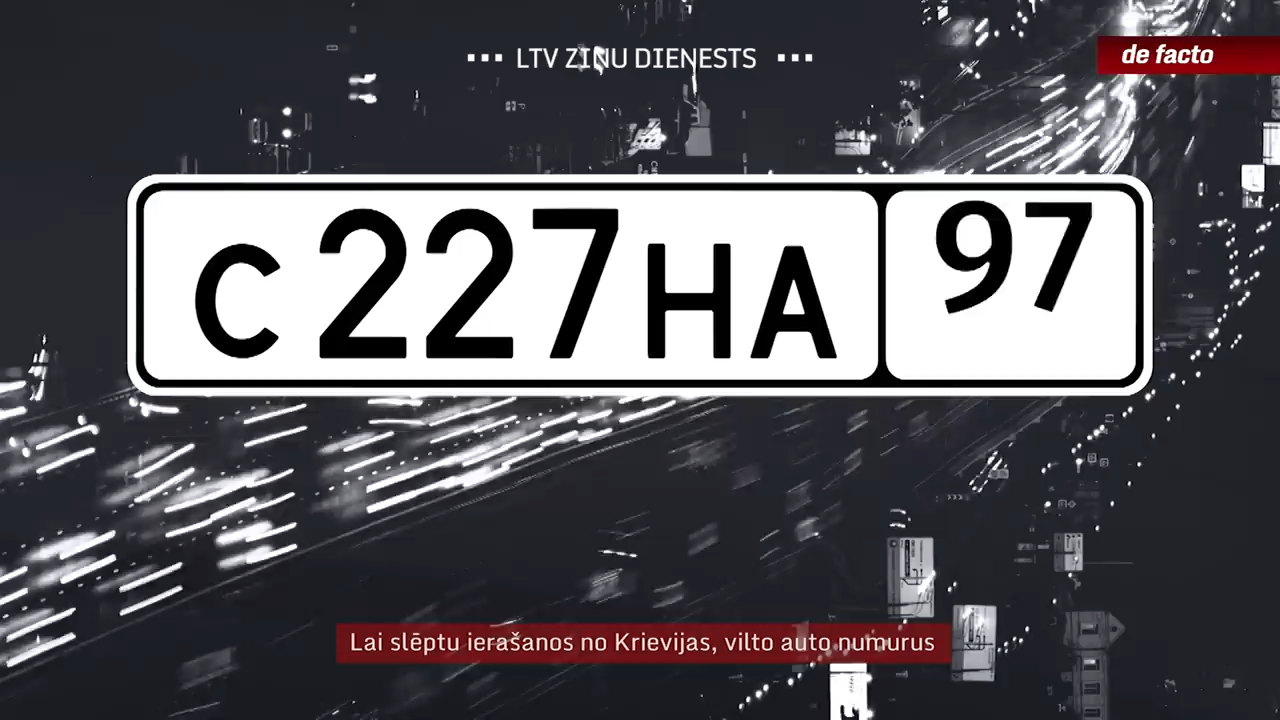 LTV ZIŅU DIENESTS
de facto
С227НА 97
Lai slēptu ierašanos no Krievijas, vilto auto numurus